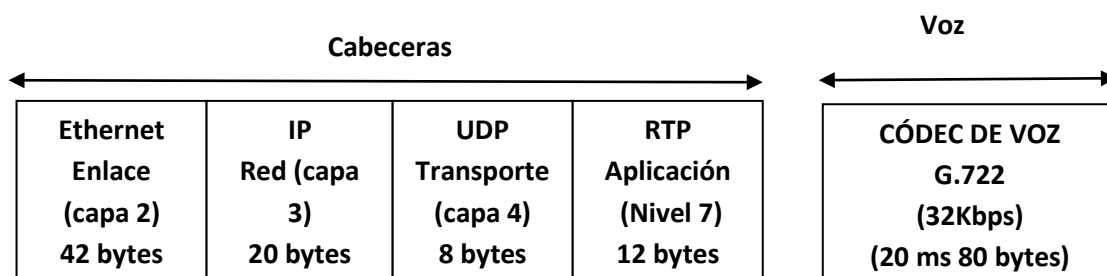 Cabeceras
Voz
Ethernet
Enlace
(capa 2)
42 bytes
IP
Red (capa
3)
20 bytes
UDP
Transporte
(capa 4)
8 bytes
RTP
Aplicación
(Nivel 7)
12 bytes
CÓDEC DE VOZ
G.722
(32Kbps)
(20 ms 80 bytes)